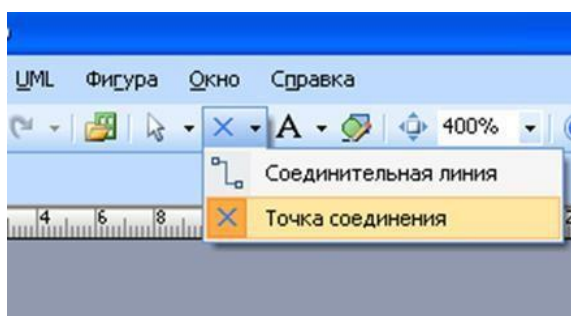 UML Фигура Окно Справка
A 400%
Соединительная линия
4 6 8
Точка соединения